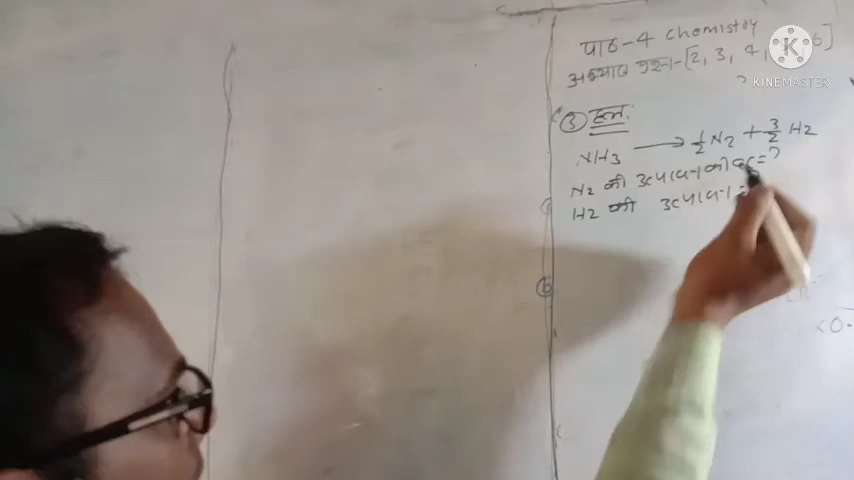 पाठ-4 Chemistry
अभ्यास प्रश्न-[2, 3, 4, 6]
KINEMASTER
③ हल:
NH3 ⟶ 1/2 N2 + 3/2 H2
N2 की उत्पादन की दर=?
H2 की उत्पादन
⑥